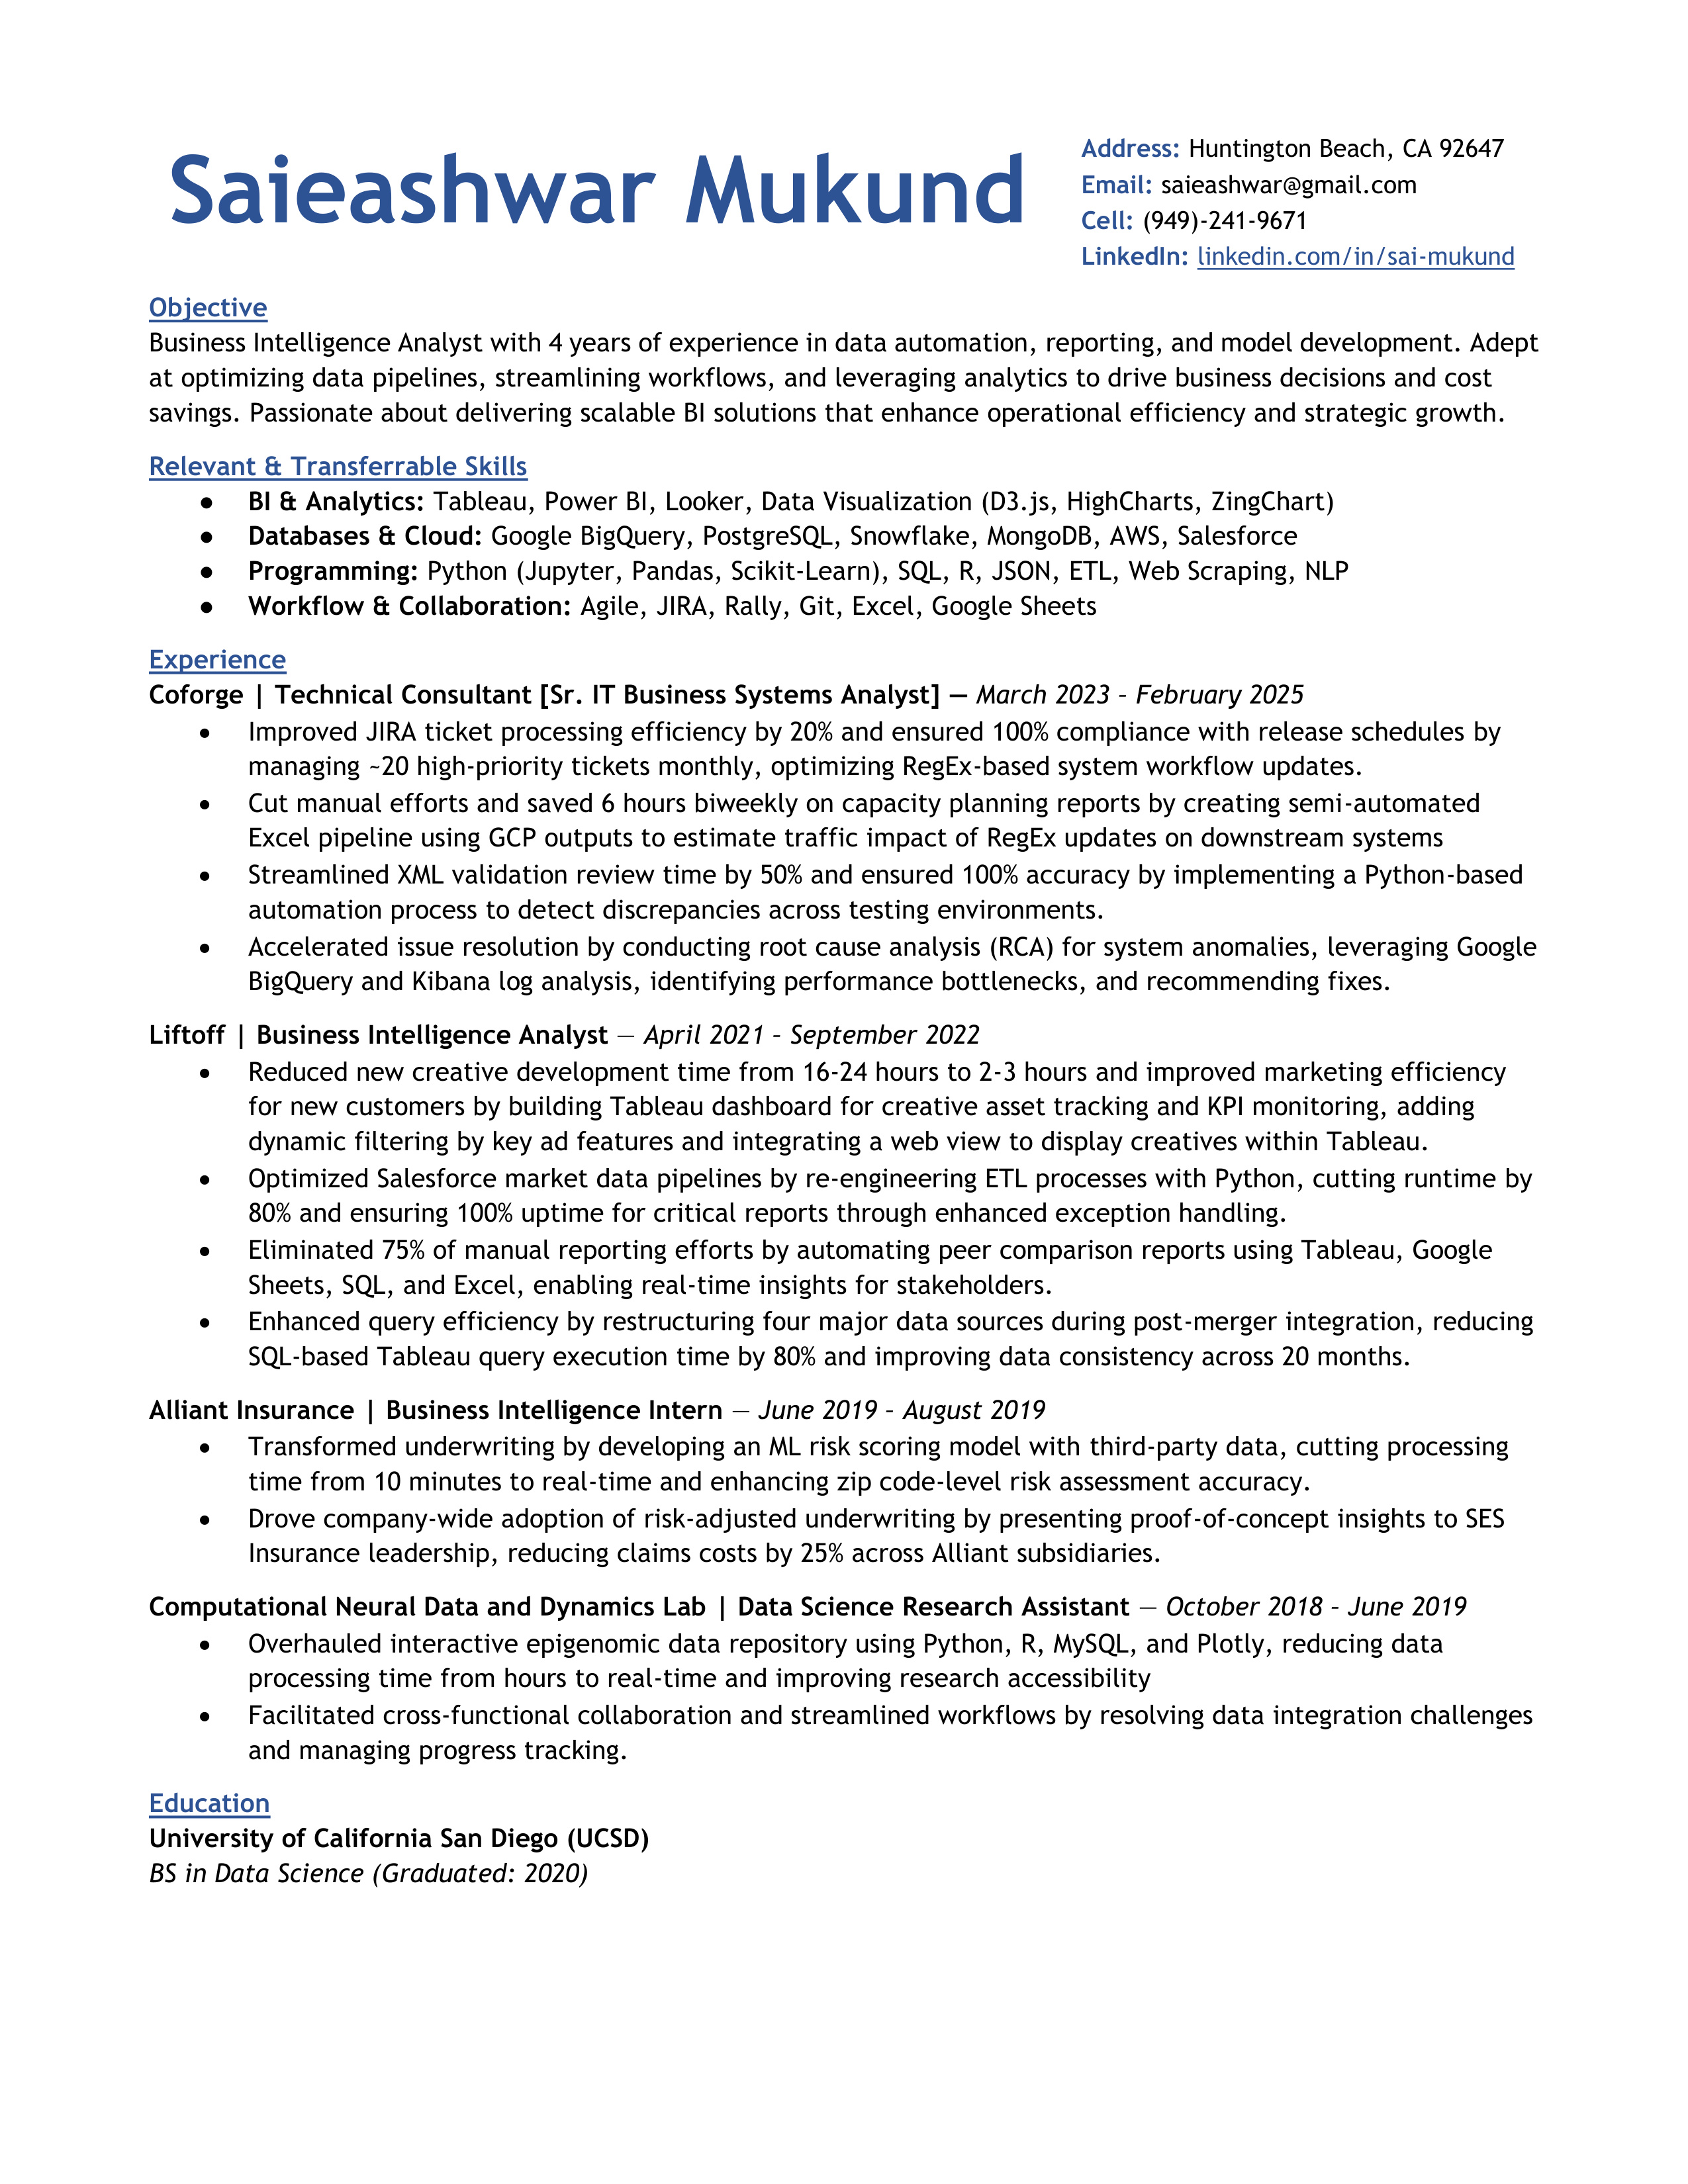 Saieashwar Mukund
Address: Huntington Beach, CA 92647
Email: saieashwar@gmail.com
Cell: (949)-241-9671
LinkedIn: linkedin.com/in/sai-mukund
Objective
Business Intelligence Analyst with 4 years of experience in data automation, reporting, and model development. Adept
at optimizing data pipelines, streamlining workflows, and leveraging analytics to drive business decisions and cost
savings. Passionate about delivering scalable BI solutions that enhance operational efficiency and strategic growth.
Relevant & Transferrable Skills
● BI & Analytics: Tableau, Power BI, Looker, Data Visualization (D3.js, HighCharts, ZingChart)
● Databases & Cloud: Google BigQuery, PostgreSQL, Snowflake, MongoDB, AWS, Salesforce
● Programming: Python (Jupyter, Pandas, Scikit-Learn), SQL, R, JSON, ETL, Web Scraping, NLP
● Workflow & Collaboration: Agile, JIRA, Rally, Git, Excel, Google Sheets
Experience
Coforge | Technical Consultant [Sr. IT Business Systems Analyst] — March 2023 – February 2025
● Improved JIRA ticket processing efficiency by 20% and ensured 100% compliance with release schedules by
managing ~20 high-priority tickets monthly, optimizing RegEx-based system workflow updates.
● Cut manual efforts and saved 6 hours biweekly on capacity planning reports by creating semi-automated
Excel pipeline using GCP outputs to estimate traffic impact of RegEx updates on downstream systems
● Streamlined XML validation review time by 50% and ensured 100% accuracy by implementing a Python-based
automation process to detect discrepancies across testing environments.
● Accelerated issue resolution by conducting root cause analysis (RCA) for system anomalies, leveraging Google
BigQuery and Kibana log analysis, identifying performance bottlenecks, and recommending fixes.
Liftoff | Business Intelligence Analyst — April 2021 – September 2022
● Reduced new creative development time from 16-24 hours to 2-3 hours and improved marketing efficiency
for new customers by building Tableau dashboard for creative asset tracking and KPI monitoring, adding
dynamic filtering by key ad features and integrating a web view to display creatives within Tableau.
● Optimized Salesforce market data pipelines by re-engineering ETL processes with Python, cutting runtime by
80% and ensuring 100% uptime for critical reports through enhanced exception handling.
● Eliminated 75% of manual reporting efforts by automating peer comparison reports using Tableau, Google
Sheets, SQL, and Excel, enabling real-time insights for stakeholders.
● Enhanced query efficiency by restructuring four major data sources during post-merger integration, reducing
SQL-based Tableau query execution time by 80% and improving data consistency across 20 months.
Alliant Insurance | Business Intelligence Intern — June 2019 – August 2019
● Transformed underwriting by developing an ML risk scoring model with third-party data, cutting processing
time from 10 minutes to real-time and enhancing zip code-level risk assessment accuracy.
● Drove company-wide adoption of risk-adjusted underwriting by presenting proof-of-concept insights to SES
Insurance leadership, reducing claims costs by 25% across Alliant subsidiaries.
Computational Neural Data and Dynamics Lab | Data Science Research Assistant — October 2018 – June 2019
● Overhauled interactive epigenomic data repository using Python, R, MySQL, and Plotly, reducing data
processing time from hours to real-time and improving research accessibility
● Facilitated cross-functional collaboration and streamlined workflows by resolving data integration challenges
and managing progress tracking.
Education
University of California San Diego (UCSD)
BS in Data Science (Graduated: 2020)